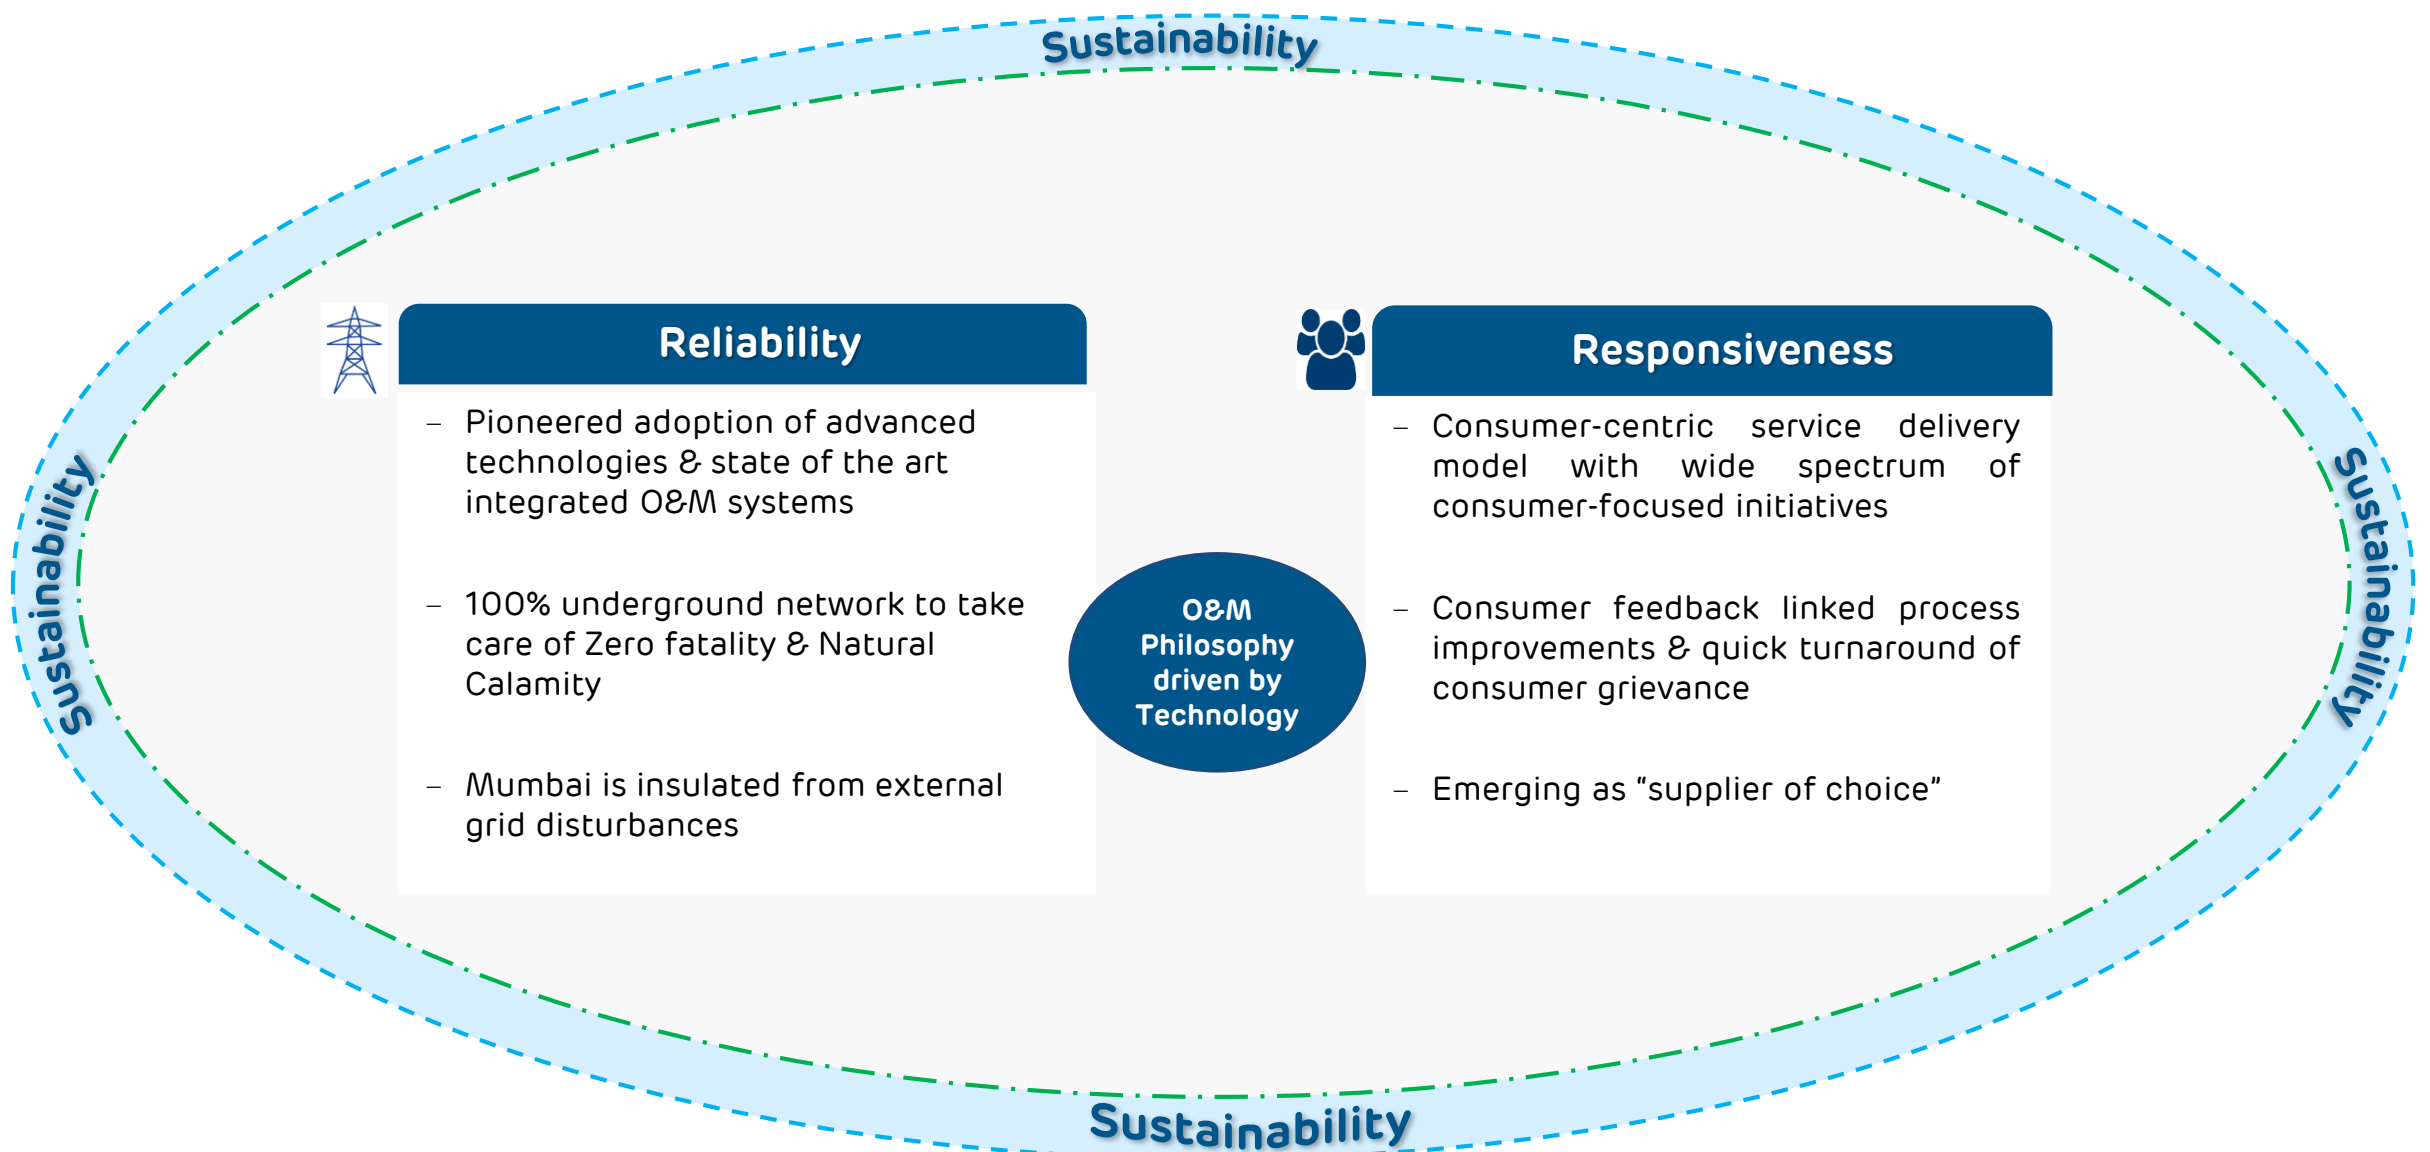 Sustainability
Reliability
– Pioneered adoption of advanced
technologies & state of the art
integrated O&M systems
– 100% underground network to take
care of Zero fatality & Natural
Calamity
– Mumbai is insulated from external
grid disturbances
O&M
Philosophy
driven by
Technology
Responsiveness
– Consumer-centric service delivery
model with wide spectrum of
consumer-focused initiatives
– Consumer feedback linked process
improvements & quick turnaround of
consumer grievance
– Emerging as “supplier of choice”
Sustainability
Sustainability
Sustainability